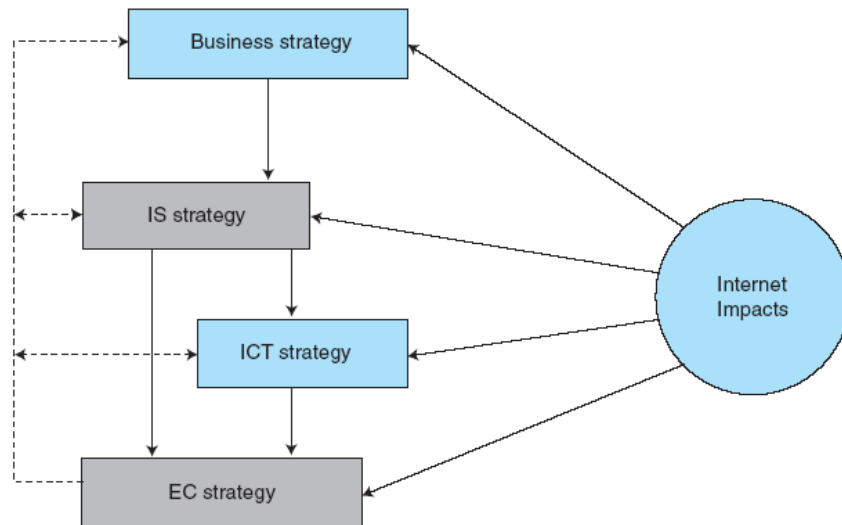 Business strategy
IS strategy
Internet
Impacts
ICT strategy
EC strategy